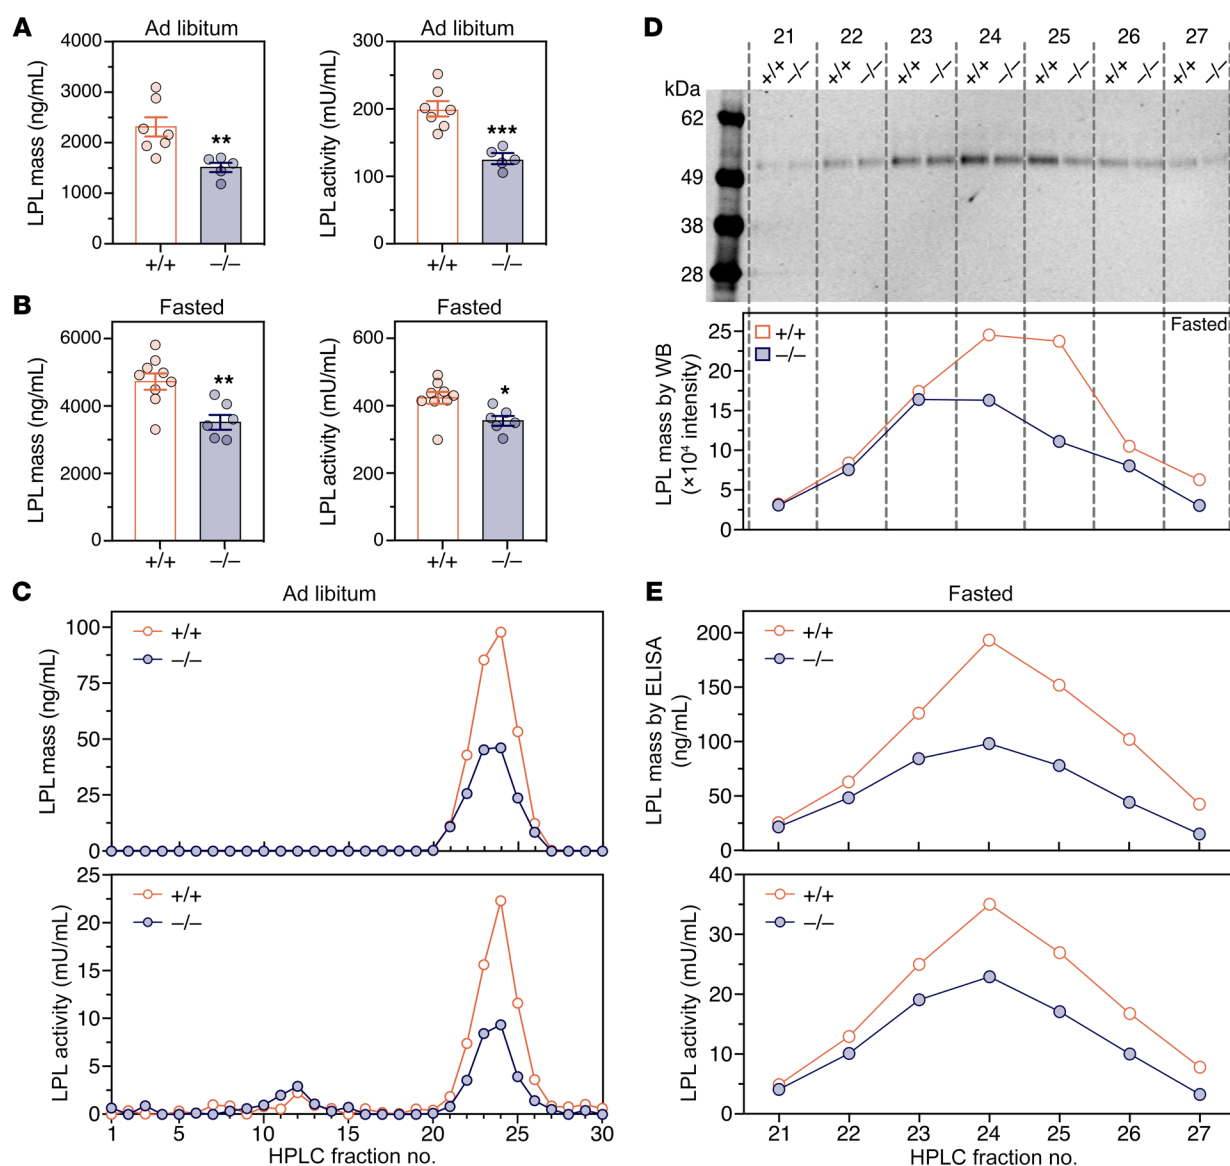 A
Ad libitum
LPL mass (ng/mL)
4000
3000
2000
1000
0
**
+/+ −/−
Ad libitum
LPL activity (mU/mL)
300
200
100
0
***
+/+ −/−
B
Fasted
LPL mass (ng/mL)
6000
4000
2000
0
**
+/+ −/−
Fasted
LPL activity (mU/mL)
600
400
200
0
*
+/+ −/−
C
Ad libitum
LPL mass (ng/mL)
100
75
50
25
0
+/+
−/−
LPL activity (mU/mL)
25
20
15
10
5
0
+/+
−/−
1 5 10 15 20 25 30
HPLC fraction no.
D
21 22 23 24 25 26 27
+/+ −/− +/+ −/− +/+ −/− +/+ −/− +/+ −/− +/+ −/− +/+ −/−
kDa
62
49
38
28
LPL mass by WB
(×10⁴ intensity)
25
20
15
10
5
0
+/+
−/−
Fasted
E
Fasted
LPL mass by ELISA
(ng/mL)
200
150
100
50
0
+/+
−/−
LPL activity (mU/mL)
40
30
20
10
0
+/+
−/−
21 22 23 24 25 26 27
HPLC fraction no.